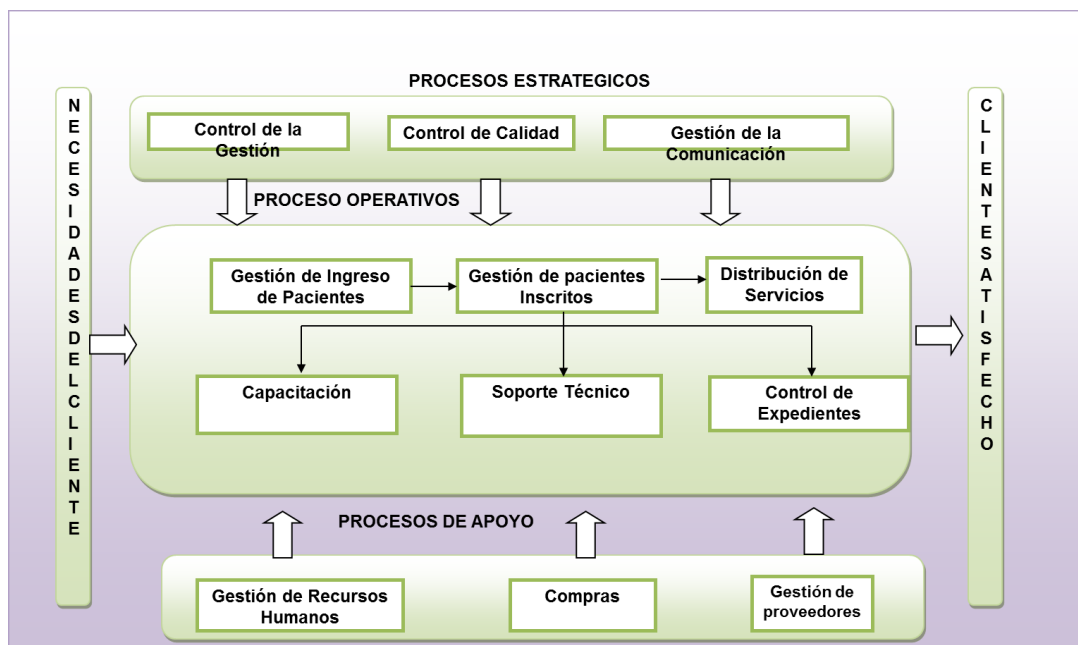 PROCESOS ESTRATEGICOS
NECESIDADESDELCLIENTE
Control de la
Gestión
Control de Calidad
Gestión de la
Comunicación
CLIENTESATISFECHO
PROCESO OPERATIVOS
Gestión de Ingreso
de Pacientes
Gestión de pacientes
Inscritos
Distribución de
Servicios
Capacitación
Soporte Técnico
Control de
Expedientes
PROCESOS DE APOYO
Gestión de Recursos
Humanos
Compras
Gestión de
proveedores